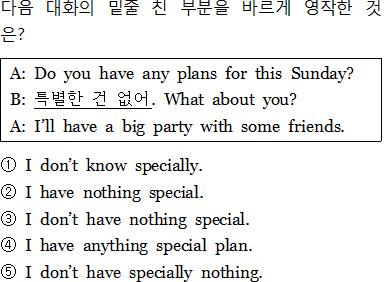 다음 대화의 밑줄 친 부분을 바르게 영작한 것
은?
A: Do you have any plans for this Sunday?
B: 특별한 건 없어. What about you?
A: I'll have a big party with some friends.
① I don't know specially.
② I have nothing special.
③ I don't have nothing special.
④ I have anything special plan.
⑤ I don't have specially nothing.